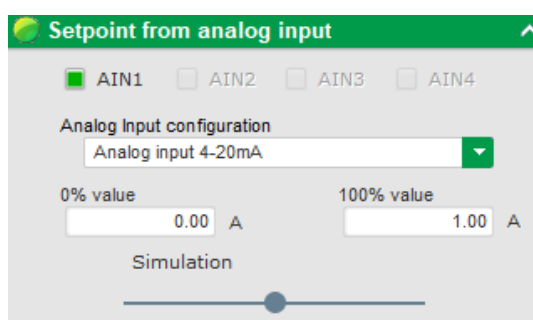 Setpoint from analog input
AIN1 AIN2 AIN3 AIN4
Analog Input configuration
Analog input 4-20mA
0% value 100% value
0.00 A 1.00 A
Simulation